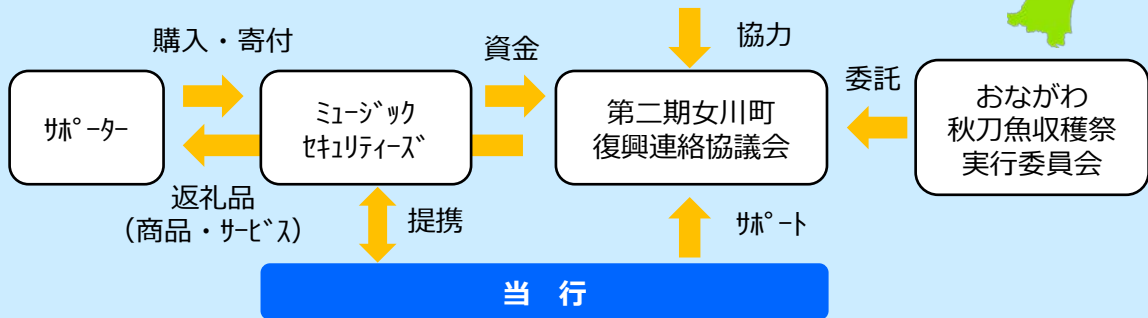 購入・寄付
資金
協力
委託
ｻﾎﾟｰﾀｰ
ﾐｭｰｼﾞｯｸ
ｾｷｭﾘﾃｨｰｽﾞ
第二期女川町
復興連絡協議会
おながわ
秋刀魚収穫祭
実行委員会
返礼品
（商品・ｻｰﾋﾞｽ）
提携
ｻﾎﾟｰﾄ
当 行